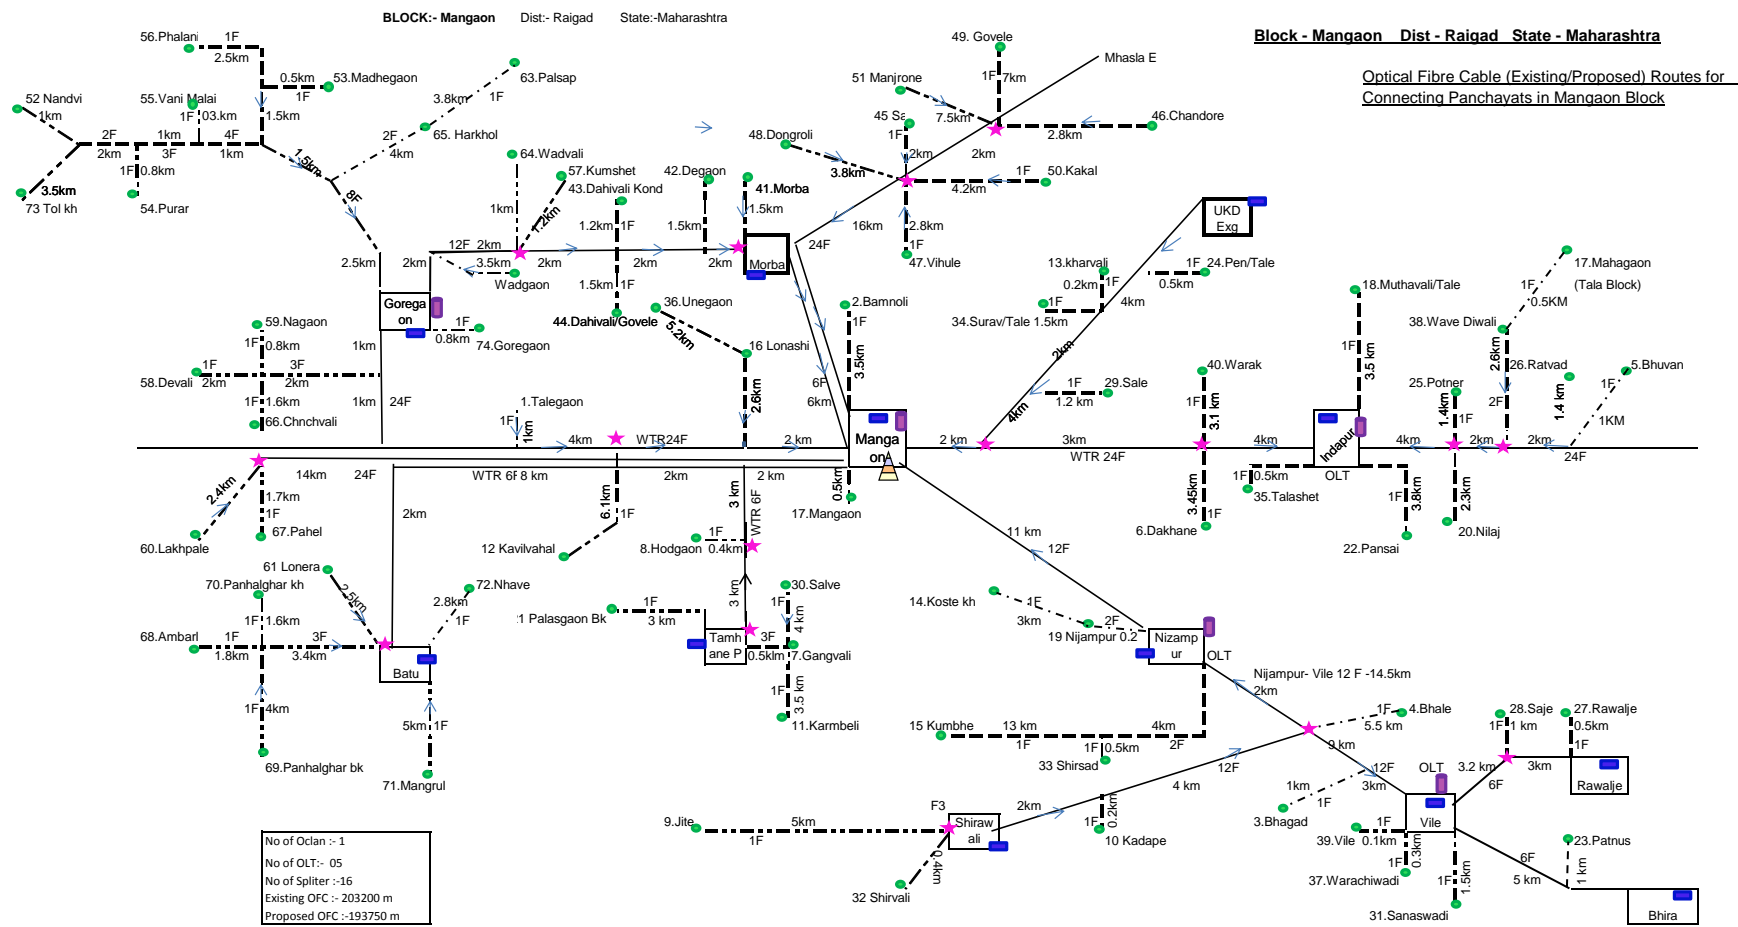 BLOCK:- Mangaon Dist:- Raigad State:-Maharashtra
Block - Mangaon Dist - Raigad State - Maharashtra
Optical Fibre Cable (Existing/Proposed) Routes for
Connecting Panchayats in Mangaon Block
56.Phalani
1F
2.5km
0.5km
1F
53.Madhegaon
1.5km
52 Nandvi
1km
55.Vani Malai
1F
03.km
2F
2km
1km
3F
4F
1km
1F
0.8km
3.5km
73 Tol kh
54.Purar
63.Palsap
3.8km
1F
65. Harkhol
2F
4km
1.5km
8F
2.5km
64.Wadvali
1km
57.Kumshet
1.2km
43.Dahivali Kond
1.2km
1F
42.Degaon
1.5km
41.Morba
1.5km
12F
2km
2km
3.5km
Wadgaon
2km
2km
2km
Morba
1.5km
1F
44.Dahivali/Govele
Gorega
on
1F
0.8km
74.Goregaon
1km
1km
24F
59.Nagaon
1F
0.8km
58.Devali
1F
2km
3F
2km
1F
1.6km
66.Chnchvali
36.Unegaon
5.2km
16 Lonashi
2.6km
49. Govele
1F
7km
Mhasla E
51 Manjrone
7.5km
46.Chandore
2.8km
2km
45 Sa
1F
2km
48.Dongroli
3.8km
50.Kakal
1F
4.2km
16km
24F
2.8km
1F
47.Vihule
6F
6km
2.Bamnoli
1F
3.5km
UKD
Exg
24.Pen/Tale
1F
0.5km
13.kharvali
0.2km
1F
4km
1F
34.Surav/Tale
1.5km
2km
1F
29.Sale
1.2 km
4km
40.Warak
1F
3.1 km
18.Muthavali/Tale
1F
3.5 km
17.Mahagaon
(Tala Block)
1F
0.5KM
38.Wave Diwali
2.6km
2F
26.Ratvad
1.4 km
5.Bhuvan
1F
1KM
25.Potner
1.4km
1F
1.Talegaon
1F
1km
4km
WTR24F
2 km
Manga
on
2 km
3km
WTR 24F
4km
Indapur
OLT
4km
2km
2km
24F
14km
24F
WTR 6F
8 km
2km
2 km
0.5km
17.Mangaon
2.4km
60.Lakhpale
1.7km
1F
67.Pahel
2km
6.1km
1F
12 Kavilvahal
3 km
WTR 6F
8.Hodgaon
1F
0.4km
3 km
3.45km
1F
6.Dakhane
1F
0.5km
35.Talashet
1F
3.8km
22.Pansai
2.3km
1F
20.Nilaj
11 km
12F
61 Lonera
2.5km
70.Panhalghar kh
1F
1.6km
72.Nhave
2.8km
1F
68.Ambarl
1F
1.8km
3F
3.4km
Batu
1F
4km
69.Panhalghar bk
5km
1F
71.Mangrul
1 Palasgaon Bk
1F
3 km
Tamh
ane P
3F
0.5klm
30.Salve
1F
4 km
7.Gangvali
1F
3.5 km
11.Karmbeli
14.Koste kh
1F
3km
2F
19 Nijampur 0.2
Nizamp
ur
OLT
Nijampur- Vile 12 F -14.5km
2km
15 Kumbhe
13 km
1F
4km
2F
1F
0.5km
33 Shirsad
1F
4.Bhale
5.5 km
9 km
12F
3km
12F
4 km
2km
1km
1F
3.Bhagad
OLT
Vile
28.Saje
1F
1 km
27.Rawalje
0.5km
1F
3.2 km
6F
3km
Rawalje
39.Vile
1F
0.1km
1F
0.3km
37.Warachiwadi
1F
1.5km
31.Sanaswadi
6F
5 km
23.Patnus
1 km
Bhira
F3
Shiraw
ali
9.Jite
5km
1F
0.4km
32 Shirvali
1F
0.2km
10 Kadape
No of Oclan :- 1
No of OLT:- 05
No of Spliter :-16
Existing OFC :- 203200 m
Proposed OFC :-193750 m